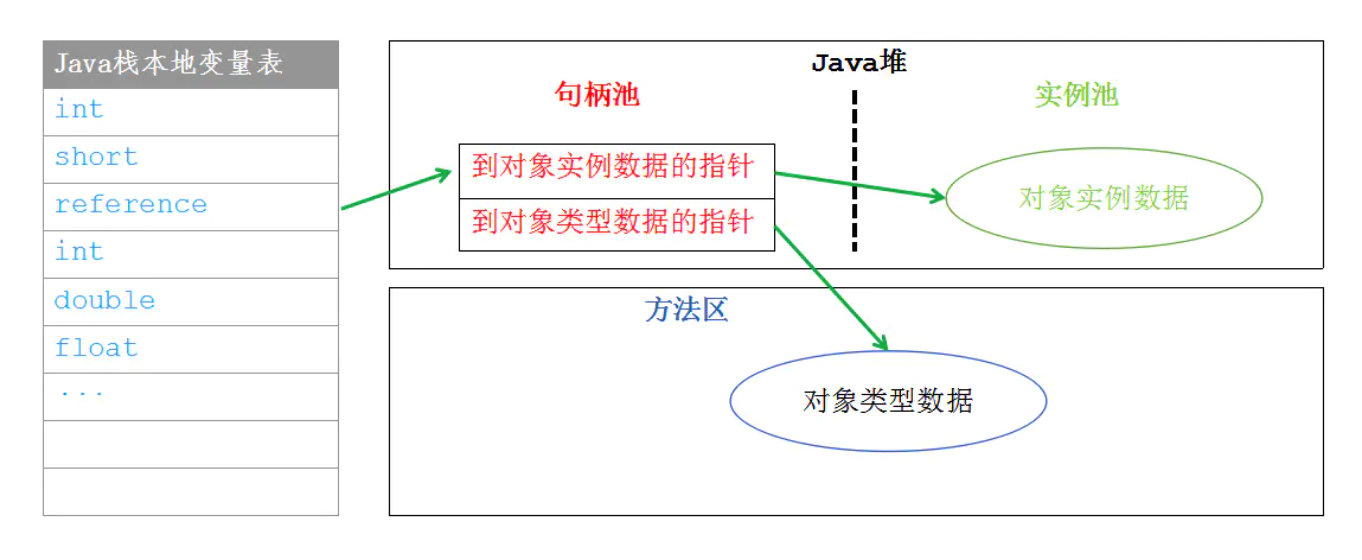 Java栈本地变量表
int
short
reference
int
double
float
...
Java堆
句柄池
实例池
到对象实例数据的指针
到对象类型数据的指针
对象实例数据
方法区
对象类型数据